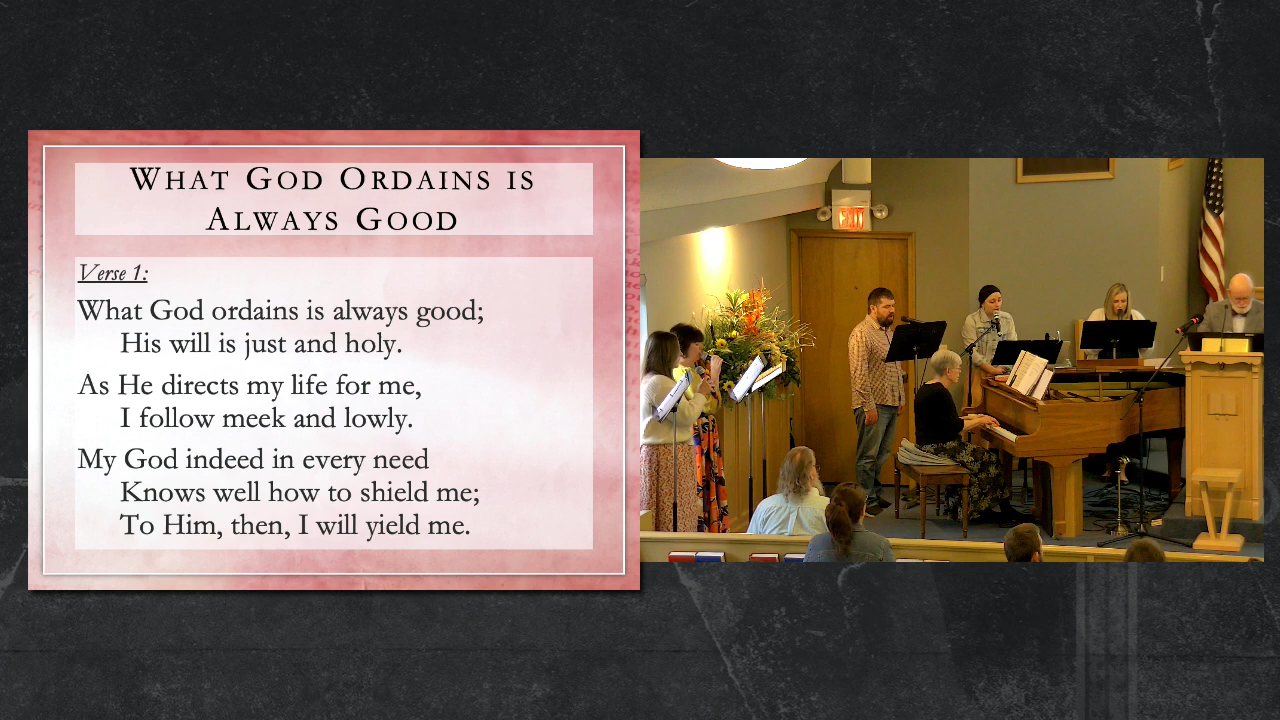 What God Ordains is
Always Good
Verse 1:
What God ordains is always good;
His will is just and holy.
As He directs my life for me,
I follow meek and lowly.
My God indeed in every need
Knows well how to shield me;
To Him, then, I will yield me.
EXIT